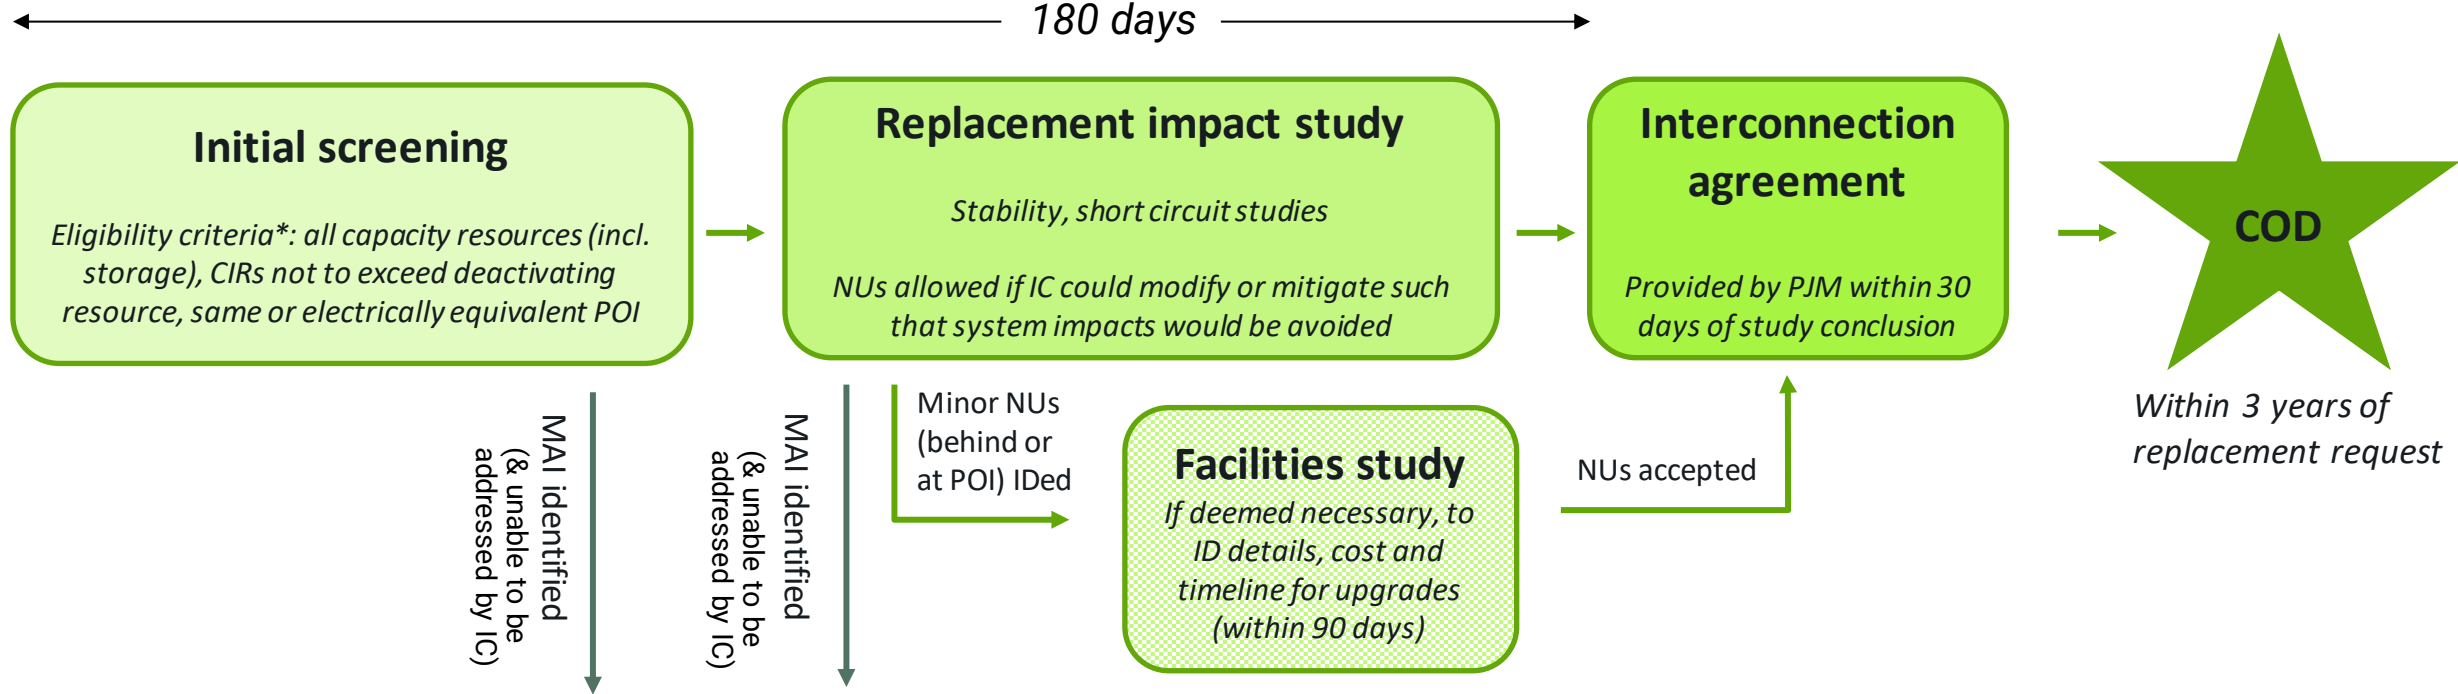 180 days
Initial screening
Eligibility criteria*: all capacity resources (incl.
storage), CIRs not to exceed deactivating
resource, same or electrically equivalent POI
Replacement impact study
Stability, short circuit studies
NUs allowed if IC could modify or mitigate such
that system impacts would be avoided
Interconnection
agreement
Provided by PJM within 30
days of study conclusion
COD
Within 3 years of
replacement request
MAI identified
(& unable to be
addressed by IC)
MAI identified
(& unable to be
addressed by IC)
Minor NUs
(behind or
at POI) IDed
Facilities study
If deemed necessary, to
ID details, cost and
timeline for upgrades
(within 90 days)
NUs accepted